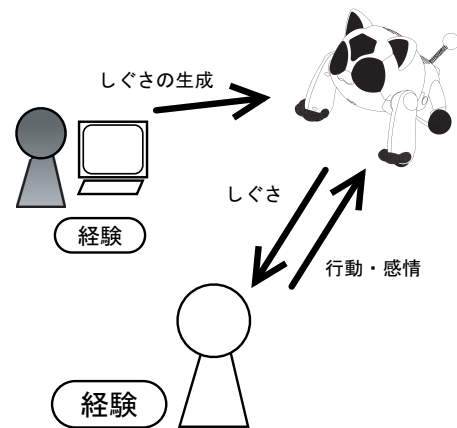 しぐさの生成
経験
しぐさ
行動・感情
経験